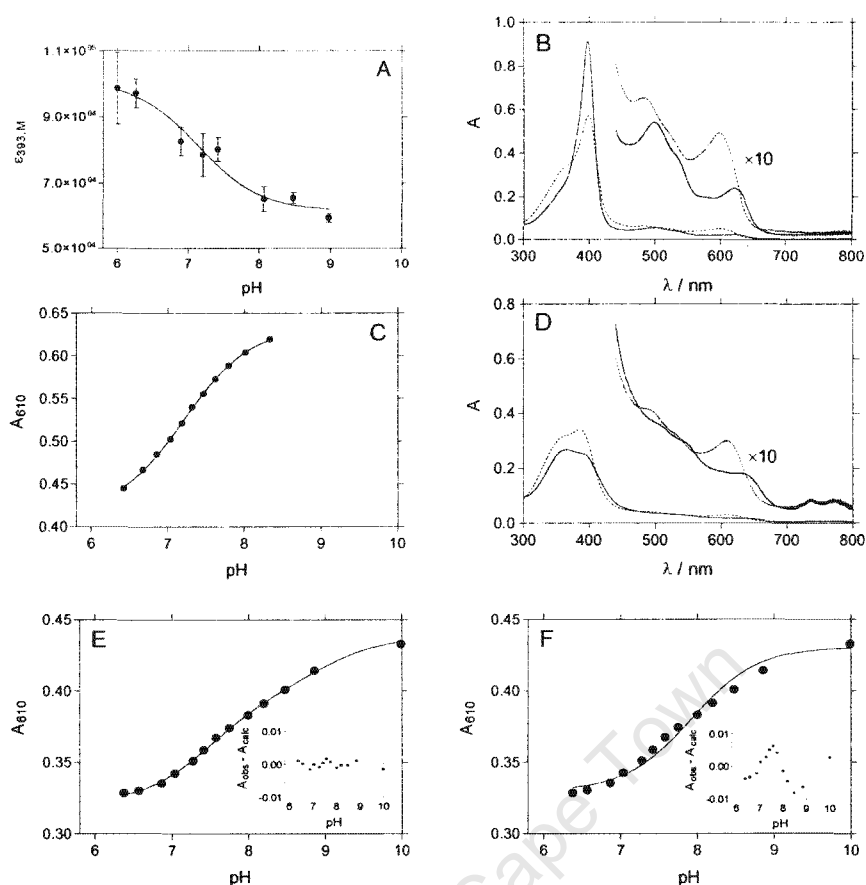 A
1.1×10⁰⁵
9.0×10⁰⁴
7.0×10⁰⁴
5.0×10⁰⁴
ε393,M
6 7 8 9 10
pH
B
1.0
0.8
0.6
0.4
0.2
0.0
A
×10
300 400 500 600 700 800
λ / nm
C
0.65
0.60
0.55
0.50
0.45
0.40
A610
6 7 8 9 10
pH
D
0.8
0.6
0.4
0.2
0.0
A
×10
300 400 500 600 700 800
λ / nm
E
0.45
0.40
0.35
0.30
A610
Aobs - Acalc
0.01
0.00
-0.01
6 7 8 9 10
pH
6 7 8 9 10
pH
F
0.45
0.40
0.35
0.30
A610
Aobs - Acalc
0.01
0.00
-0.01
6 7 8 9 10
pH
6 7 8 9 10
pH
Cape Town